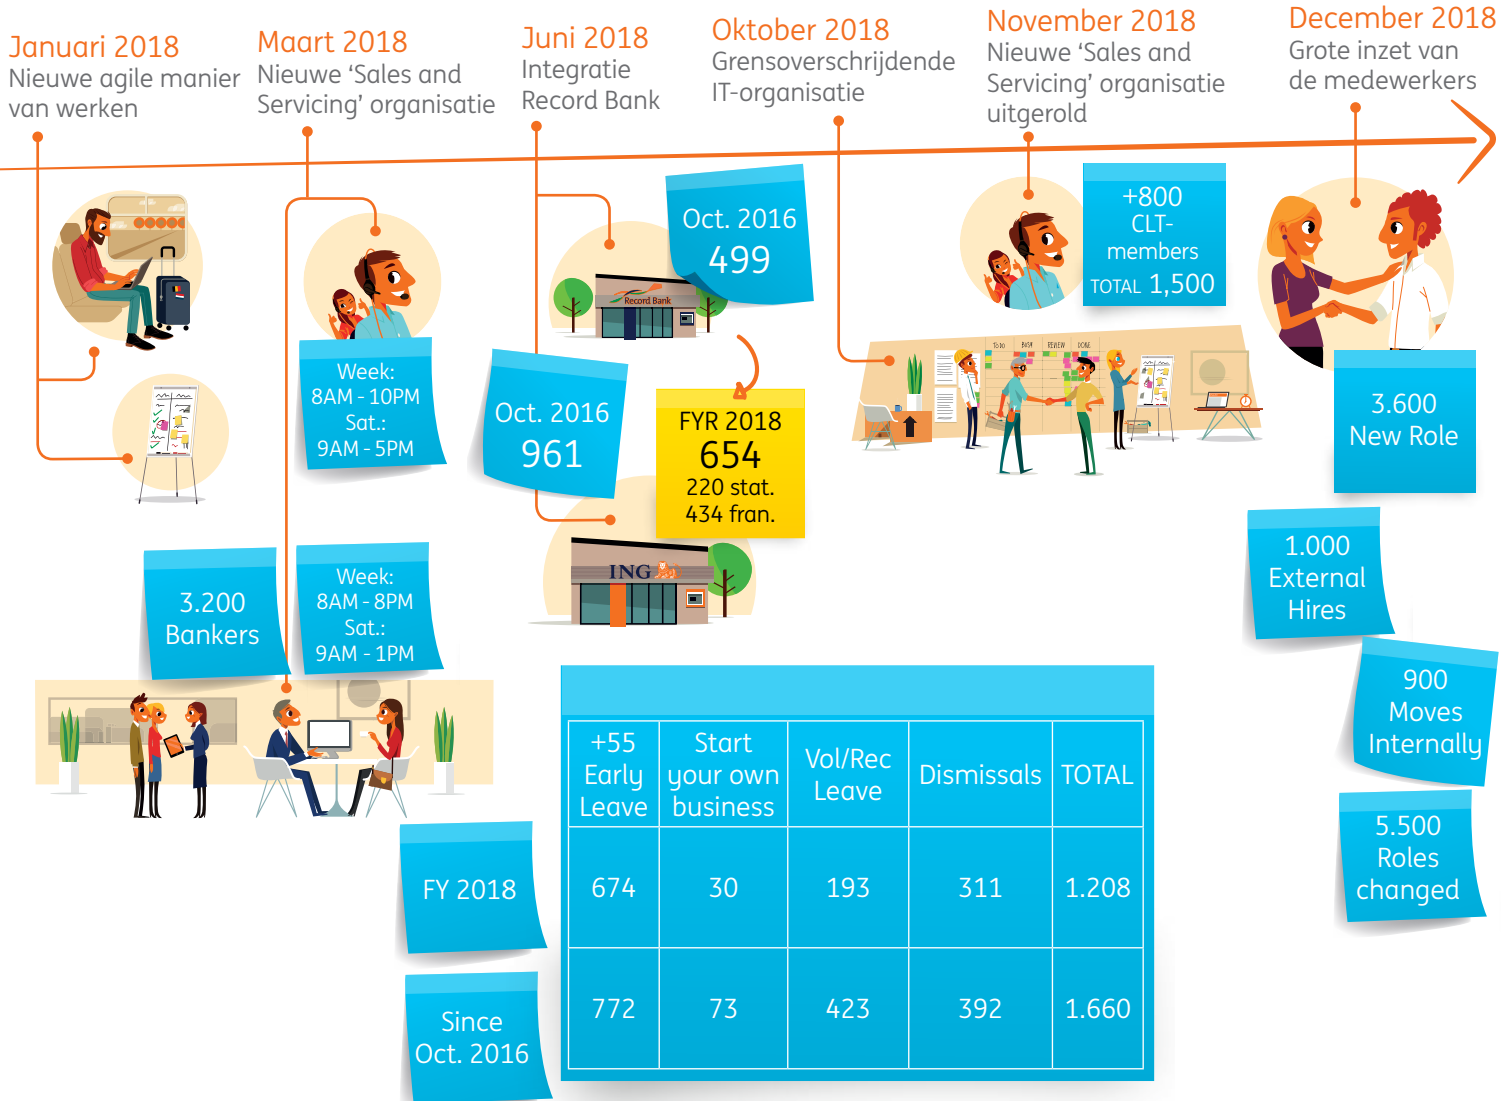 Januari 2018
Nieuwe agile manier
van werken
Maart 2018
Nieuwe ‘Sales and
Servicing’ organisatie
Juni 2018
Integratie
Record Bank
Oktober 2018
Grensoverschrijdende
IT-organisatie
November 2018
Nieuwe ‘Sales and
Servicing’ organisatie
uitgerold
December 2018
Grote inzet van
de medewerkers
Oct. 2016
499
Record Bank
+800
CLT-
members
TOTAL 1,500
Week:
8AM - 10PM
Sat.:
9AM - 5PM
Oct. 2016
961
FYR 2018
654
220 stat.
434 fran.
TO DO
BUSY
REVIEW
DONE
3.600
New Role
1.000
External
Hires
900
Moves
Internally
5.500
Roles
changed
3.200
Bankers
Week:
8AM - 8PM
Sat.:
9AM - 1PM
ING
+55
Early
Leave
Start
your own
business
Vol/Rec
Leave
Dismissals
TOTAL
FY 2018
674
30
193
311
1.208
Since
Oct. 2016
772
73
423
392
1.660